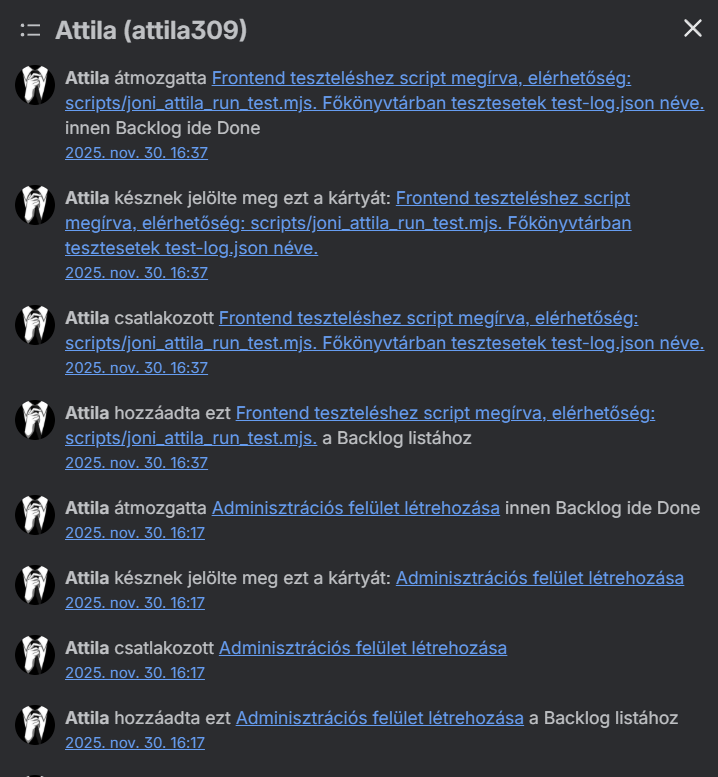 Attila (attila309)
Attila átmozgatta Frontend teszteléshez script megírva, elérhetőség:
scripts/joni_attila_run_test.mjs. Főkönyvtárban tesztesetek test-log.json néve.
innen Backlog ide Done
2025. nov. 30. 16:37
Attila késznek jelölte meg ezt a kártyát: Frontend teszteléshez script
megírva, elérhetőség: scripts/joni_attila_run_test.mjs. Főkönyvtárban
tesztesetek test-log.json néve.
2025. nov. 30. 16:37
Attila csatlakozott Frontend teszteléshez script megírva, elérhetőség:
scripts/joni_attila_run_test.mjs. Főkönyvtárban tesztesetek test-log.json néve.
2025. nov. 30. 16:37
Attila hozzáadta ezt Frontend teszteléshez script megírva, elérhetőség:
scripts/joni_attila_run_test.mjs. a Backlog listához
2025. nov. 30. 16:37
Attila átmozgatta Adminisztrációs felület létrehozása innen Backlog ide Done
2025. nov. 30. 16:17
Attila késznek jelölte meg ezt a kártyát: Adminisztrációs felület létrehozása
2025. nov. 30. 16:17
Attila csatlakozott Adminisztrációs felület létrehozása
2025. nov. 30. 16:17
Attila hozzáadta ezt Adminisztrációs felület létrehozása a Backlog listához
2025. nov. 30. 16:17